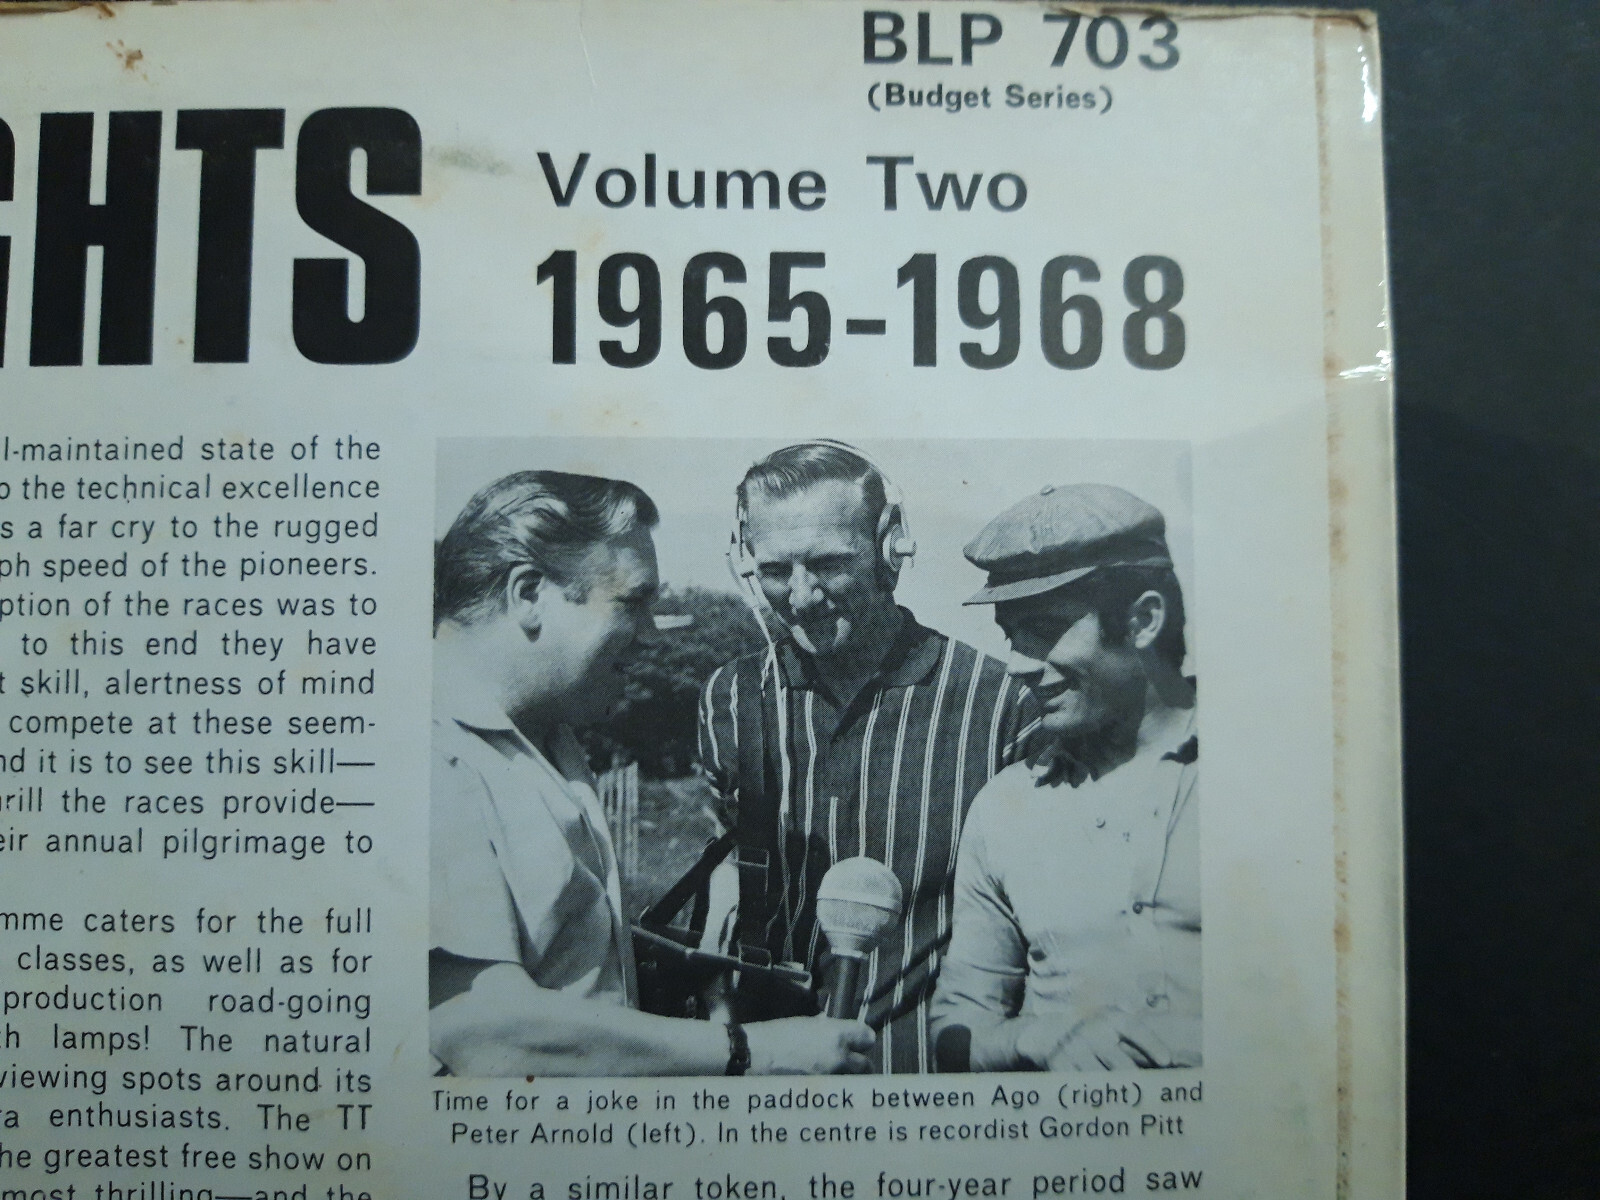 BLP 703
(Budget Series)
GHTS
Volume Two
1965-1968
l-maintained state of the
o the technical excellence
s a far cry to the rugged
ph speed of the pioneers.
ption of the races was to
to this end they have
t skill, alertness of mind
compete at these seem-
nd it is to see this skill—
rill the races provide—
eir annual pilgrimage to
mme caters for the full
classes, as well as for
production road-going
th lamps! The natural
viewing spots around its
ra enthusiasts. The TT
he greatest free show on
most thrilling—and the
Time for a joke in the paddock between Ago (right) and
Peter Arnold (left). In the centre is recordist Gordon Pitt
By a similar token, the four-year period saw